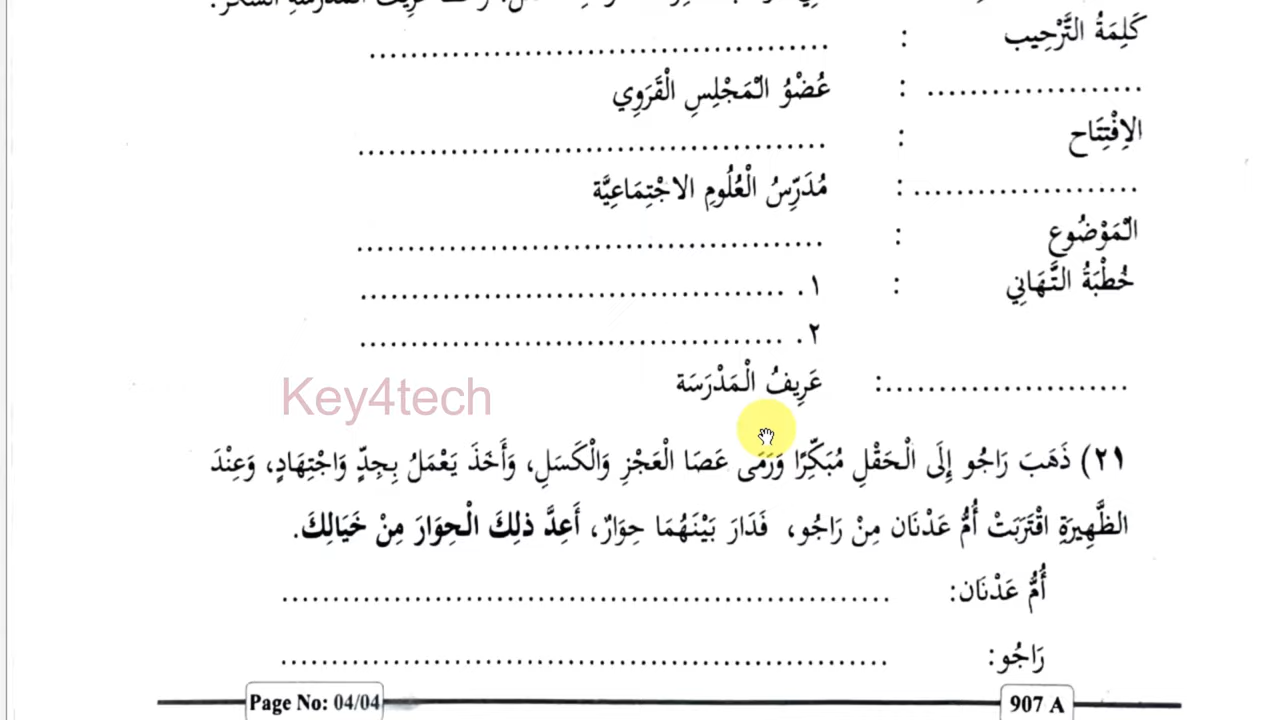 كَلِمَةُ التَّرْحِيب : ..........................................
..................... : عُضْوُ الْمَجْلِسِ الْقَرَوِي
الِافْتِتَاح : ..........................................
..................... : مُدَرِّسُ الْعُلُومِ الاجْتِمَاعِيَّة
الْمَوْضُوع : ..........................................
خُطْبَةُ التَّهَانِي : ١. ......................................
٢. ......................................
.......................: عَرِيفُ الْمَدْرَسَة
Key4tech
٢١) ذَهَبَ رَاجُو إِلَى الْحَقْلِ مُبَكِّرًا وَرَمَى عَصَا الْعَجْزِ وَالْكَسَلِ، وَأَخَذَ يَعْمَلُ بِجِدٍّ وَاجْتِهَادٍ، وَعِنْدَ
الظَّهِيرَةِ اقْتَرَبَتْ أُمُّ عَدْنَان مِنْ رَاجُو، فَدَارَ بَيْنَهُمَا حِوَارٌ، أَعِدَّ ذلِكَ الْحِوَارَ مِنْ خَيَالِكَ.
أُمُّ عَدْنَان: ......................................................
رَاجُو: ......................................................
Page No: 04/04 907 A